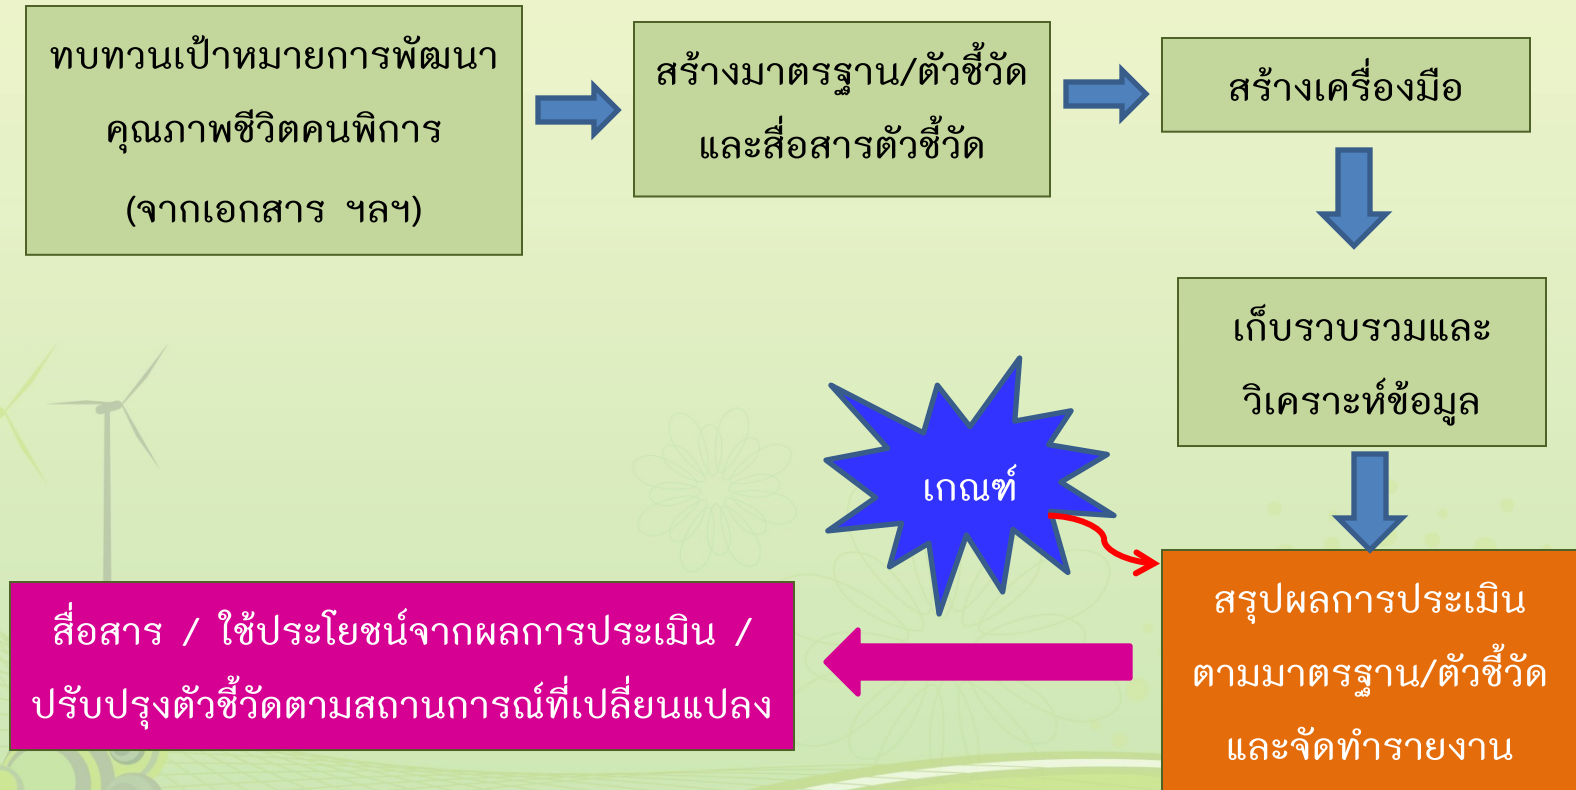 ทบทวนเป้าหมายการพัฒนา
คุณภาพชีวิตคนพิการ
(จากเอกสาร ฯลฯ)
สร้างมาตรฐาน/ตัวชี้วัด
และสื่อสารตัวชี้วัด
สร้างเครื่องมือ
เก็บรวบรวมและ
วิเคราะห์ข้อมูล
เกณฑ์
สรุปผลการประเมิน
ตามมาตรฐาน/ตัวชี้วัด
และจัดทำรายงาน
สื่อสาร / ใช้ประโยชน์จากผลการประเมิน /
ปรับปรุงตัวชี้วัดตามสถานการณ์ที่เปลี่ยนแปลง